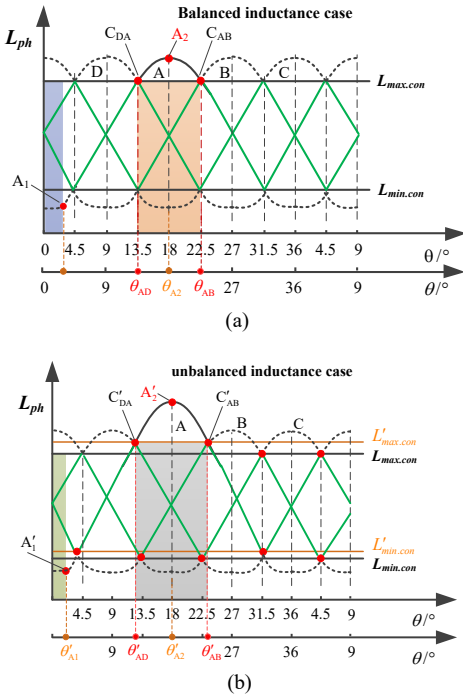 Balanced inductance case
L_ph
C_DA
A_2
C_AB
D
A
B
C
L_max.con
A_1
L_min.con
0 4.5 9 13.5 18 22.5 27 31.5 36 4.5 9 θ/°
0 9 θ_AD θ_A2 θ_AB 27 36 9 θ/°
(a)
unbalanced inductance case
L_ph
C′_DA
A′_2
C′_AB
A
B
C
L′_max.con
L_max.con
A′_1
L′_min.con
L_min.con
4.5 9 13.5 18 22.5 27 31.5 36 4.5 9 θ/°
θ′_A1 9 θ′_AD θ′_A2 θ′_AB 27 36 9 θ/°
(b)